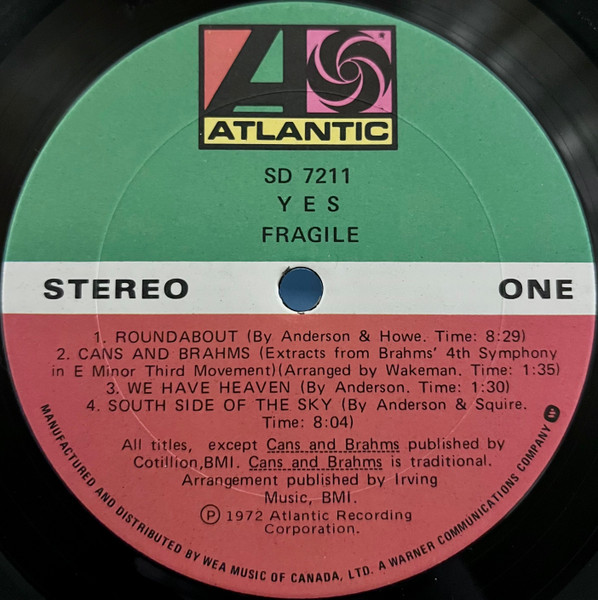 ATLANTIC
SD 7211
YES
FRAGILE
STEREO
ONE
1. ROUNDABOUT (By Anderson & Howe. Time: 8:29)
2. CANS AND BRAHMS (Extracts from Brahms' 4th Symphony
in E Minor Third Movement)(Arranged by Wakeman. Time: 1:35)
3. WE HAVE HEAVEN (By Anderson. Time: 1:30)
4. SOUTH SIDE OF THE SKY (By Anderson & Squire.
Time: 8:04)
All titles, except Cans and Brahms published by
Cotillion,BMI. Cans and Brahms is traditional.
Arrangement published by Irving
Music, BMI.
Ⓟ 1972 Atlantic Recording
Corporation.
MANUFACTURED AND DISTRIBUTED BY WEA MUSIC OF CANADA, LTD. A WARNER COMMUNICATIONS COMPANY